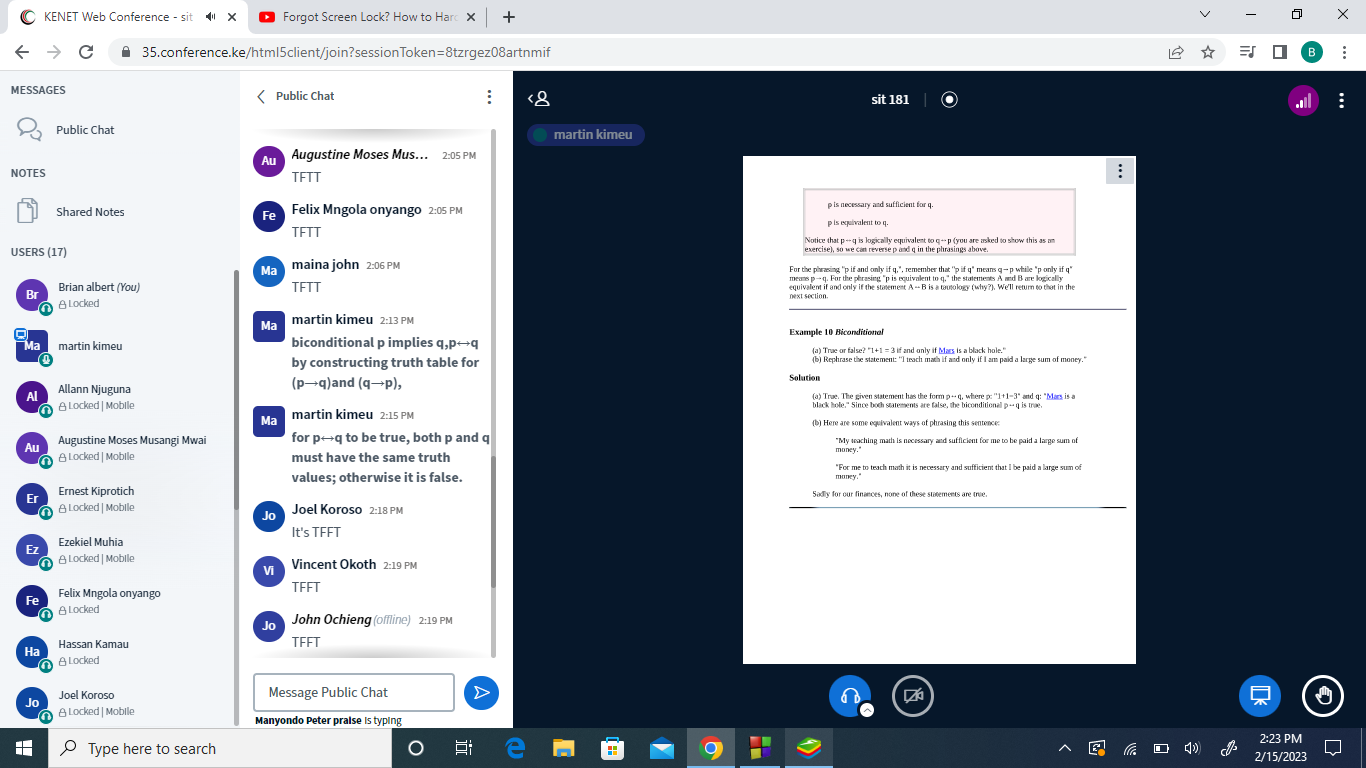 KENET Web Conference - sit
Forgot Screen Lock? How to Hard
35.conference.ke/html5client/join?sessionToken=8tzrgez08artnmif
B
MESSAGES
Public Chat
NOTES
Shared Notes
USERS (17)
Br
Brian albert (You)
Locked
Ma
martin kimeu
Al
Allann Njuguna
Locked | Mobile
Au
Augustine Moses Musangi Mwai
Locked | Mobile
Er
Ernest Kiprotich
Locked | Mobile
Ez
Ezekiel Muhia
Locked | Mobile
Fe
Felix Mngola onyango
Locked
Ha
Hassan Kamau
Locked
Jo
Joel Koroso
Locked | Mobile
Public Chat
Au
Augustine Moses Mus... 2:05 PM
TFTT
Fe
Felix Mngola onyango 2:05 PM
TFTT
Ma
maina john 2:06 PM
TFTT
Ma
martin kimeu 2:13 PM
biconditional p implies q,p↔q
by constructing truth table for
(p→q)and (q→p),
Ma
martin kimeu 2:15 PM
for p↔q to be true, both p and q
must have the same truth
values; otherwise it is false.
Jo
Joel Koroso 2:18 PM
It's TFFT
Vi
Vincent Okoth 2:19 PM
TFFT
Jo
John Ochieng (offline) 2:19 PM
TFFT
Message Public Chat
Manyondo Peter praise is typing
sit 181
martin kimeu
p is necessary and sufficient for q.
p is equivalent to q.
Notice that p↔q is logically equivalent to q↔p (you are asked to show this as an
exercise), so we can reverse p and q in the phrasings above.
For the phrasing "p if and only if q,", remember that "p if q" means q→p while "p only if q"
means p→q. For the phrasing "p is equivalent to q," the statements A and B are logically
equivalent if and only if the statement A↔B is a tautology (why?). We'll return to that in the
next section.
Example 10 Biconditional
(a) True or false? "1+1 = 3 if and only if Mars is a black hole."
(b) Rephrase the statement: "I teach math if and only if I am paid a large sum of money."
Solution
(a) True. The given statement has the form p↔q, where p: "1+1=3" and q: "Mars is a
black hole." Since both statements are false, the biconditional p↔q is true.
(b) Here are some equivalent ways of phrasing this sentence:
"My teaching math is necessary and sufficient for me to be paid a large sum of
money."
"For me to teach math it is necessary and sufficient that I be paid a large sum of
money."
Sadly for our finances, none of these statements are true.
Type here to search
2:23 PM
2/15/2023